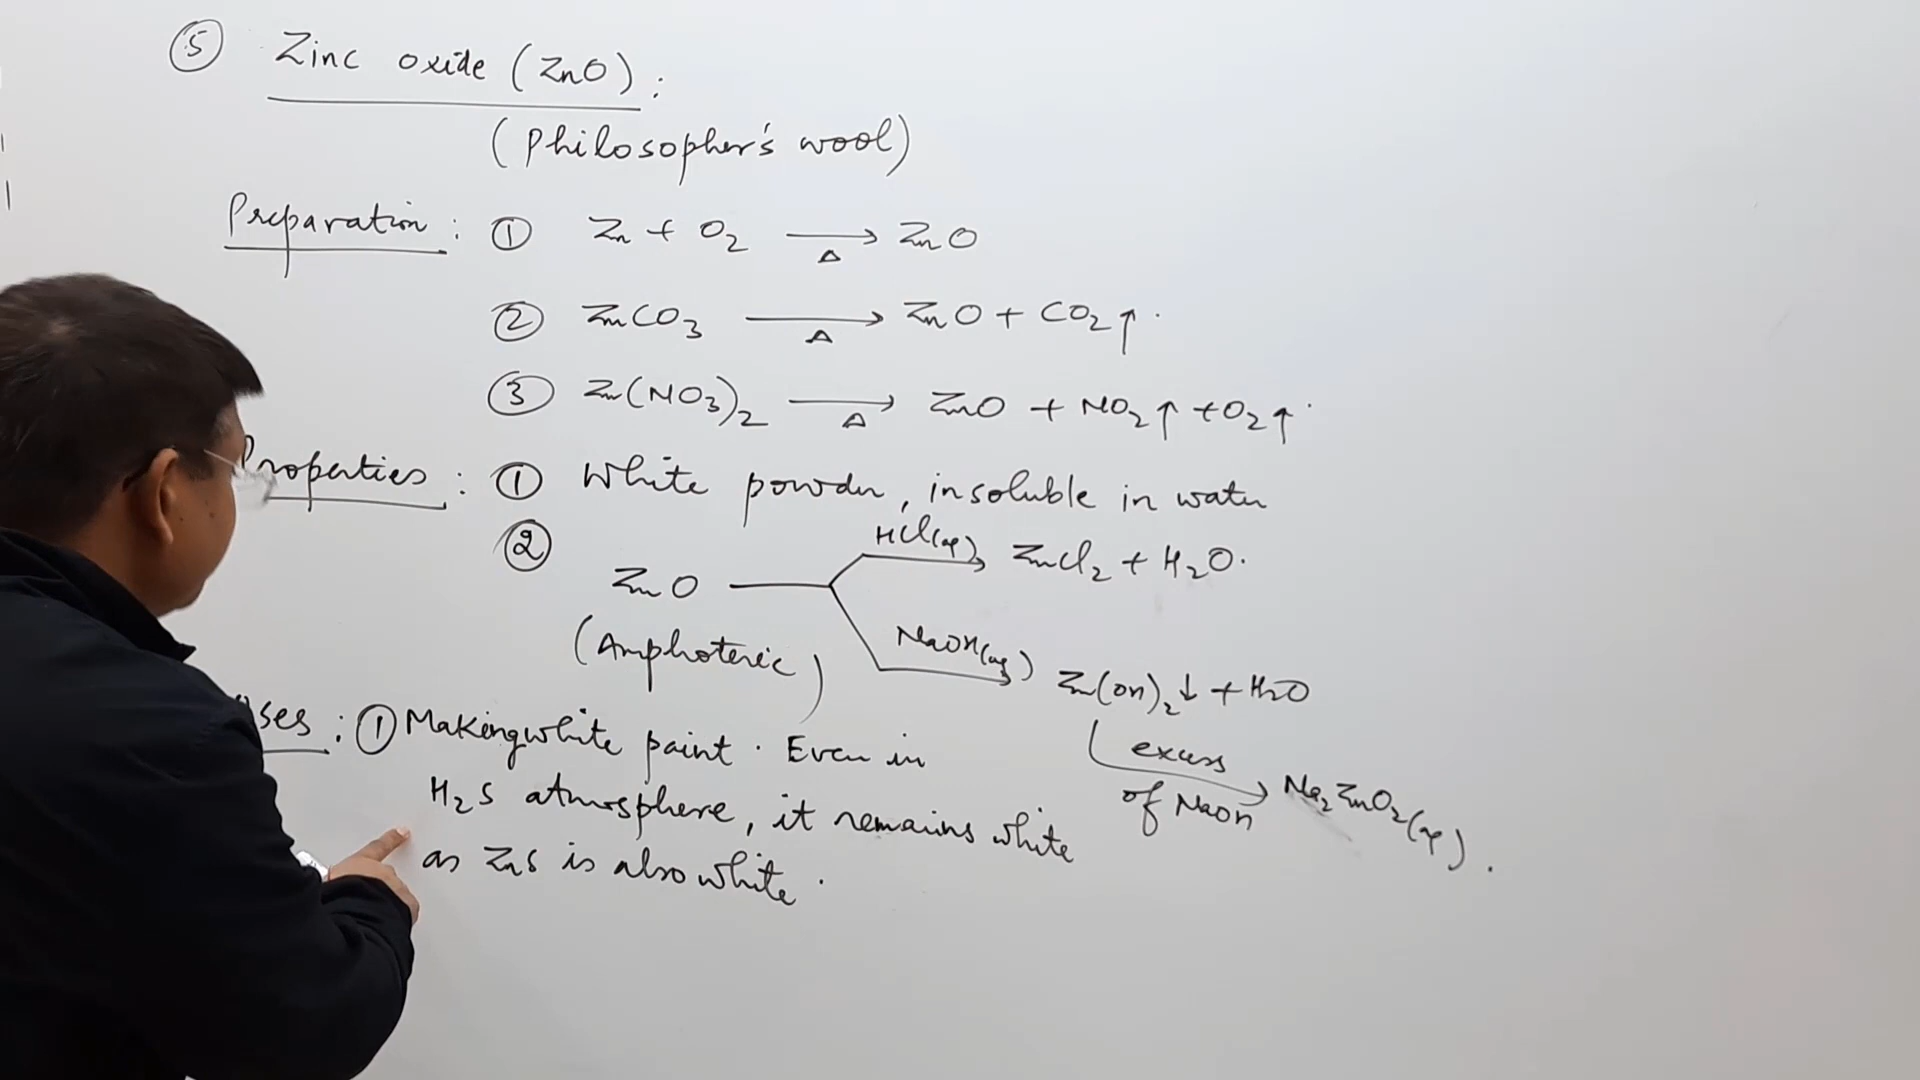 ⑤ Zinc oxide (ZnO) :
(Philosopher's wool)
Preparation : ① Zn + O₂ →Δ ZnO
② ZnCO₃ →Δ ZnO + CO₂↑.
③ Zn(NO₃)₂ →Δ ZnO + NO₂↑ + O₂↑.
Properties : ① White powder, insoluble in water
②
HCl(aq) → ZnCl₂ + H₂O.
ZnO
(Amphoteric)
NaOH(aq) → Zn(OH)₂↓ + H₂O
excess of NaOH → Na₂ZnO₂(aq).
ses : ① Making white paint. Even in
H₂S atmosphere, it remains white
as ZnS is also white.